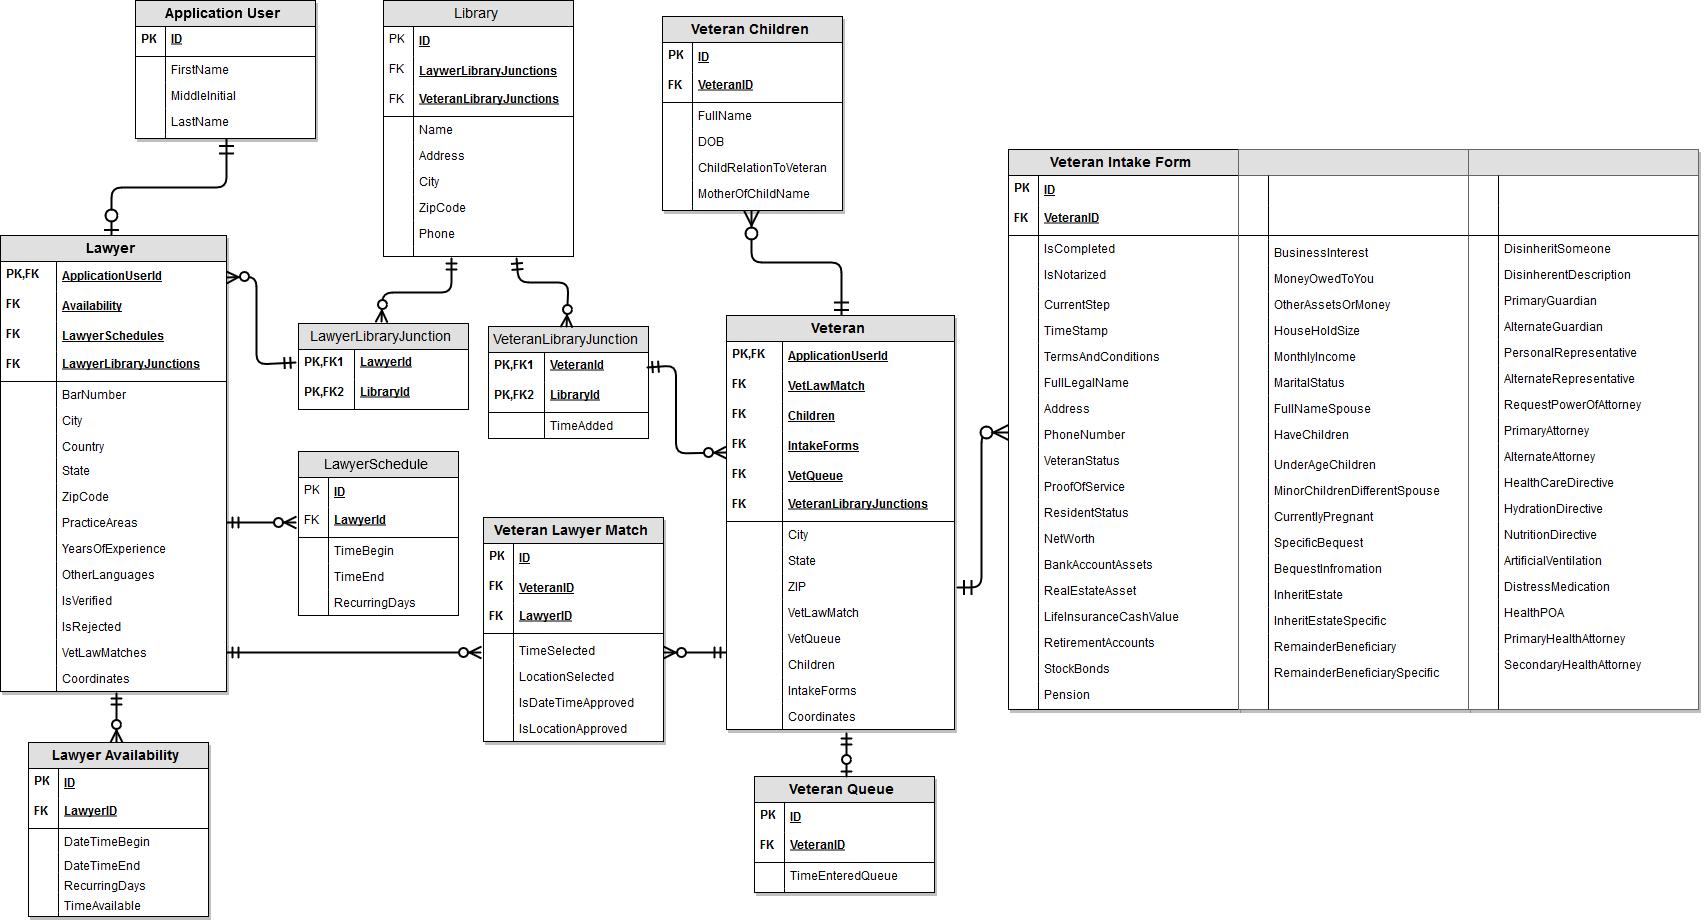 Application User
PK ID
FirstName
MiddleInitial
LastName
Library
PK ID
FK LaywerLibraryJunctions
FK VeteranLibraryJunctions
Name
Address
City
ZipCode
Phone
Veteran Children
PK ID
FK VeteranID
FullName
DOB
ChildRelationToVeteran
MotherOfChildName
Veteran Intake Form
PK ID
FK VeteranID
IsCompleted
IsNotarized
CurrentStep
TimeStamp
TermsAndConditions
FullLegalName
Address
PhoneNumber
VeteranStatus
ProofOfService
ResidentStatus
NetWorth
BankAccountAssets
RealEstateAsset
LifeInsuranceCashValue
RetirementAccounts
StockBonds
Pension
BusinessInterest
MoneyOwedToYou
OtherAssetsOrMoney
HouseHoldSize
MonthlyIncome
MaritalStatus
FullNameSpouse
HaveChildren
UnderAgeChildren
MinorChildrenDifferentSpouse
CurrentlyPregnant
SpecificBequest
BequestInfromation
InheritEstate
InheritEstateSpecific
RemainderBeneficiary
RemainderBeneficiarySpecific
DisinheritSomeone
DisinherentDescription
PrimaryGuardian
AlternateGuardian
PersonalRepresentative
AlternateRepresentative
RequestPowerOfAttorney
PrimaryAttorney
AlternateAttorney
HealthCareDirective
HydrationDirective
NutritionDirective
ArtificialVentilation
DistressMedication
HealthPOA
PrimaryHealthAttorney
SecondaryHealthAttorney
Lawyer
PK,FK ApplicationUserId
FK Availability
FK LawyerSchedules
FK LawyerLibraryJunctions
BarNumber
City
Country
State
ZipCode
PracticeAreas
YearsOfExperience
OtherLanguages
IsVerified
IsRejected
VetLawMatches
Coordinates
LawyerLibraryJunction
PK,FK1 LawyerId
PK,FK2 LibraryId
VeteranLibraryJunction
PK,FK1 VeteranId
PK,FK2 LibraryId
TimeAdded
Veteran
PK,FK ApplicationUserId
FK VetLawMatch
FK Children
FK IntakeForms
FK VetQueue
FK VeteranLibraryJunctions
City
State
ZIP
VetLawMatch
VetQueue
Children
IntakeForms
Coordinates
LawyerSchedule
PK ID
FK LawyerId
TimeBegin
TimeEnd
RecurringDays
Veteran Lawyer Match
PK ID
FK VeteranID
FK LawyerID
TimeSelected
LocationSelected
IsDateTimeApproved
IsLocationApproved
Lawyer Availability
PK ID
FK LawyerID
DateTimeBegin
DateTimeEnd
RecurringDays
TimeAvailable
Veteran Queue
PK ID
FK VeteranID
TimeEnteredQueue